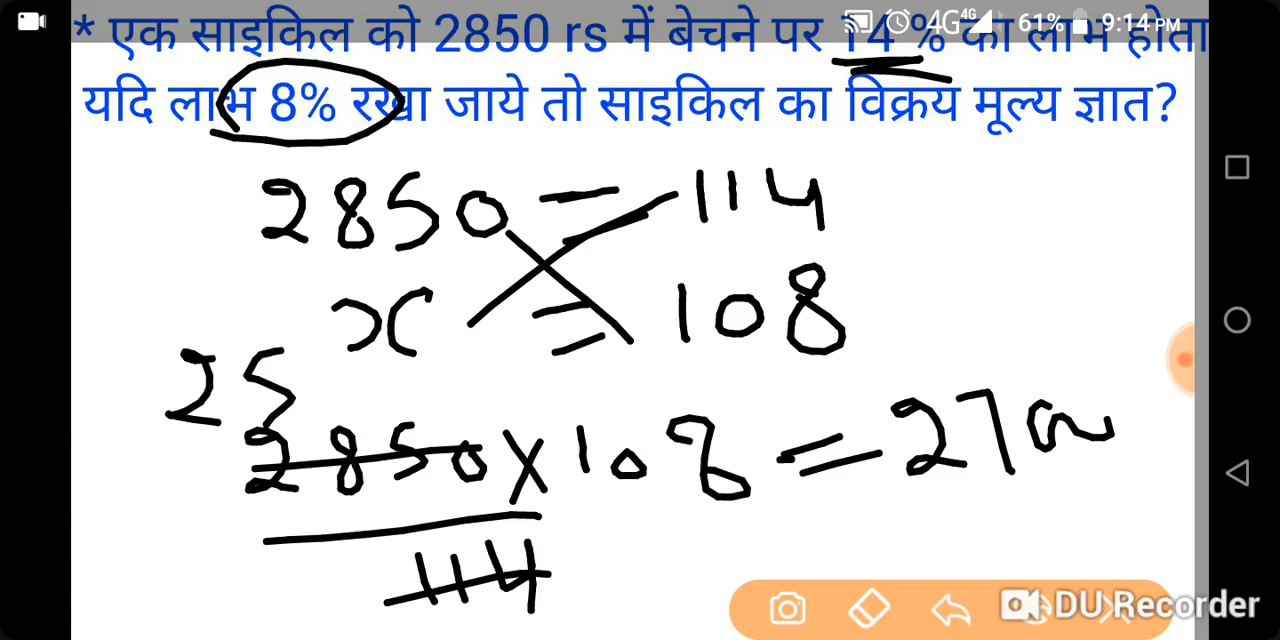 * एक साइकिल को 2850 rs में बेचने पर 14 % का लाभ होता
4G 4G 61% 9:14 PM
यदि लाभ 8% रखा जाये तो साइकिल का विक्रय मूल्य ज्ञात?
2850 = 114
x = 108
25
2850 x 108 = 2700
114
DU Recorder